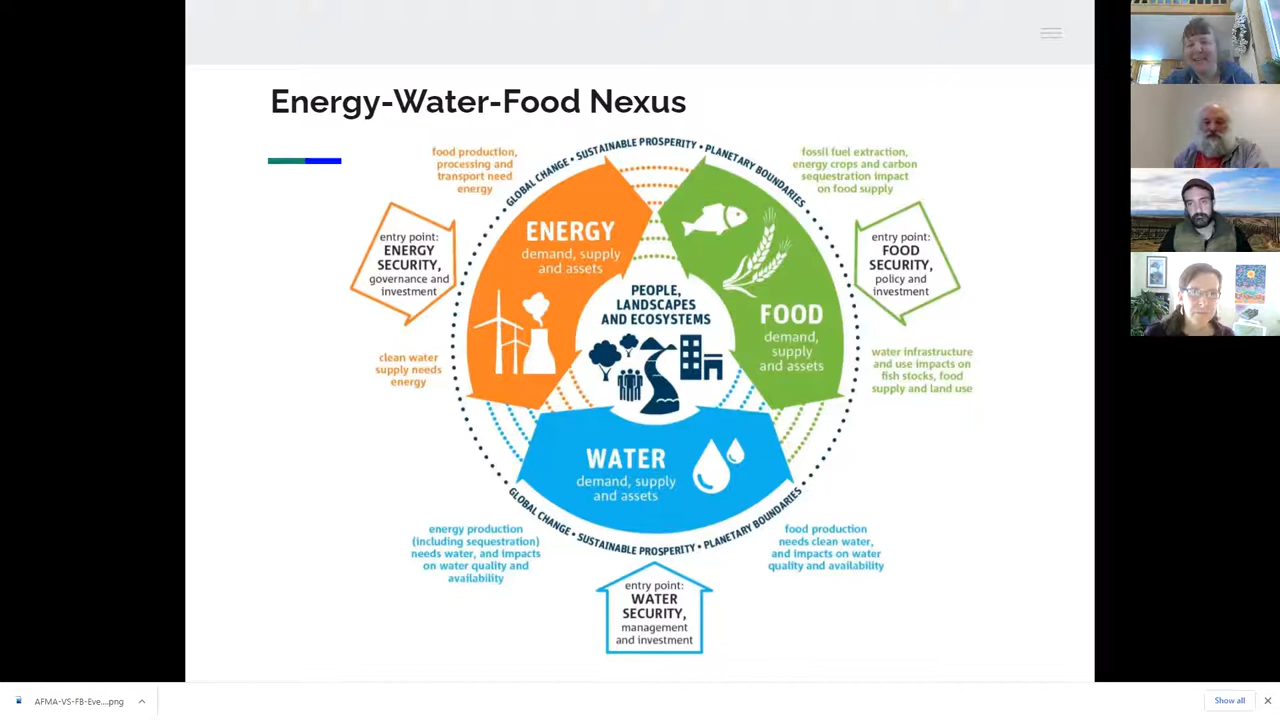 Energy-Water-Food Nexus
food production,
processing and
transport need
energy
GLOBAL CHANGE • SUSTAINABLE PROSPERITY • PLANETARY BOUNDARIES
fossil fuel extraction,
energy crops and carbon
sequestration impact
on food supply
entry point:
ENERGY
SECURITY,
governance and
investment
ENERGY
demand, supply
and assets
entry point:
FOOD
SECURITY,
policy and
investment
PEOPLE,
LANDSCAPES
AND ECOSYSTEMS
FOOD
demand,
supply
and assets
clean water
supply needs
energy
water infrastructure
and use impacts on
fish stocks, food
supply and land use
WATER
demand, supply
and assets
GLOBAL CHANGE • SUSTAINABLE PROSPERITY • PLANETARY BOUNDARIES
energy production
(including sequestration)
needs water, and impacts
on water quality and
availability
food production
needs clean water,
and impacts on water
quality and availability
entry point:
WATER
SECURITY,
management
and investment
AFMA-VS-FB-Eve....png
Show all